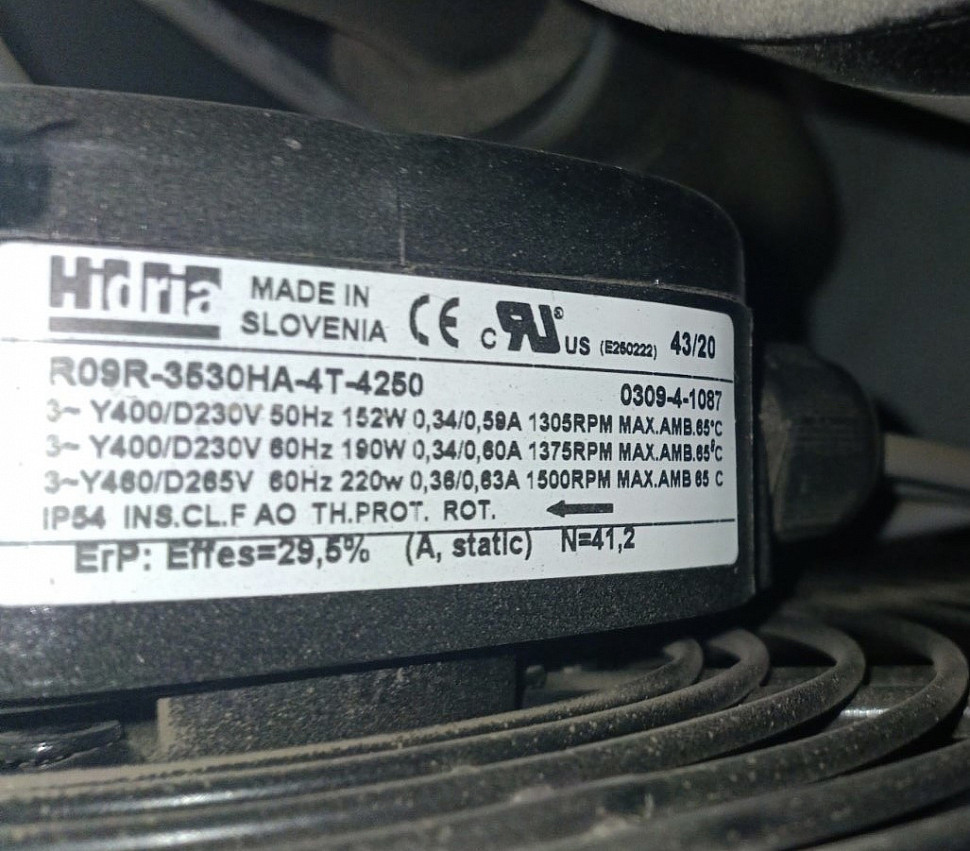 Hidria MADE IN SLOVENIA CE c RU® US (E250222) 43/20
R09R-3530HA-4T-4250 0309-4-1087
3~ Y400/D230V 50Hz 152W 0,34/0,59A 1305RPM MAX.AMB.65°C
3~ Y400/D230V 60Hz 190W 0,34/0,60A 1375RPM MAX.AMB.65°C
3~Y460/D265V 60Hz 220w 0,36/0,63A 1500RPM MAX.AMB 65 C
IP54 INS.CL.F AO TH.PROT. ROT. ←
ErP: Effes=29,5% (A, static) N=41,2